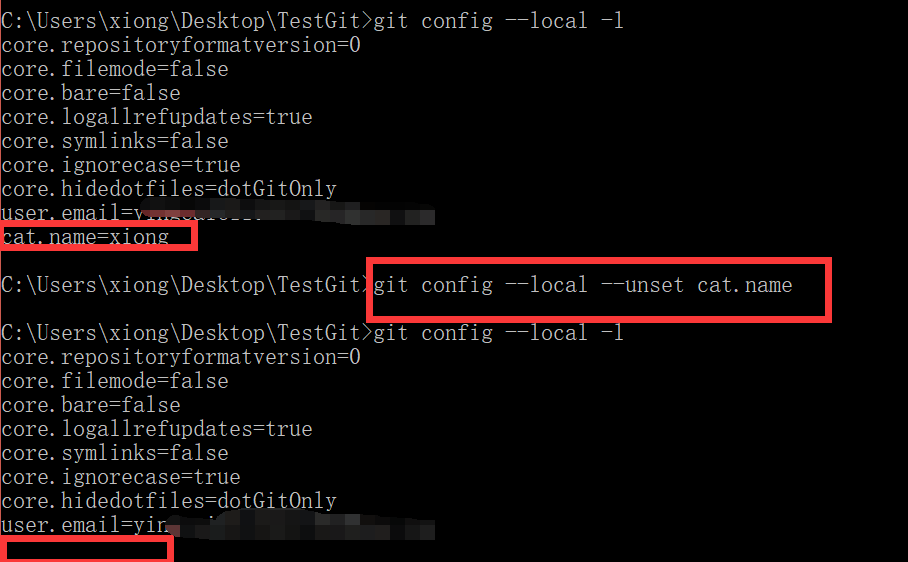 C:\Users\xiong\Desktop\TestGit>git config --local -l
core.repositoryformatversion=0
core.filemode=false
core.bare=false
core.logallrefupdates=true
core.symlinks=false
core.ignorecase=true
core.hidedotfiles=dotGitOnly
user.email=
cat.name=xiong
C:\Users\xiong\Desktop\TestGit>git config --local --unset cat.name
C:\Users\xiong\Desktop\TestGit>git config --local -l
core.repositoryformatversion=0
core.filemode=false
core.bare=false
core.logallrefupdates=true
core.symlinks=false
core.ignorecase=true
core.hidedotfiles=dotGitOnly
user.email=yin